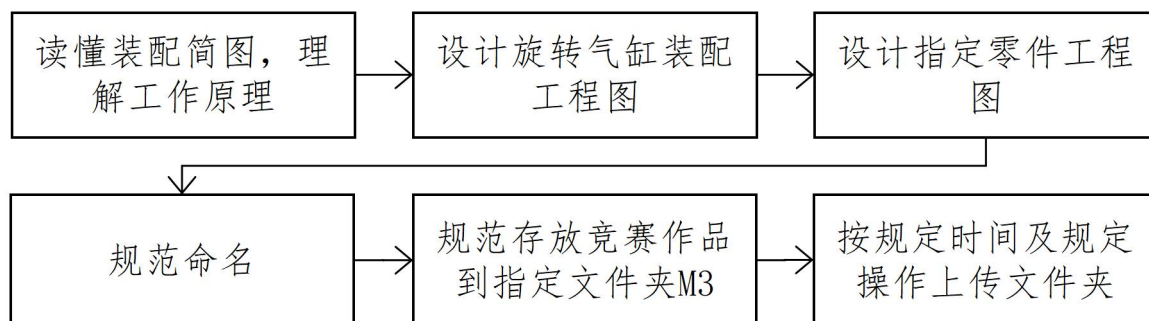 读懂装配简图，理
解工作原理
设计旋转气缸装配
工程图
设计指定零件工程
图
规范命名
规范存放竞赛作品
到指定文件夹M3
按规定时间及规定
操作上传文件夹